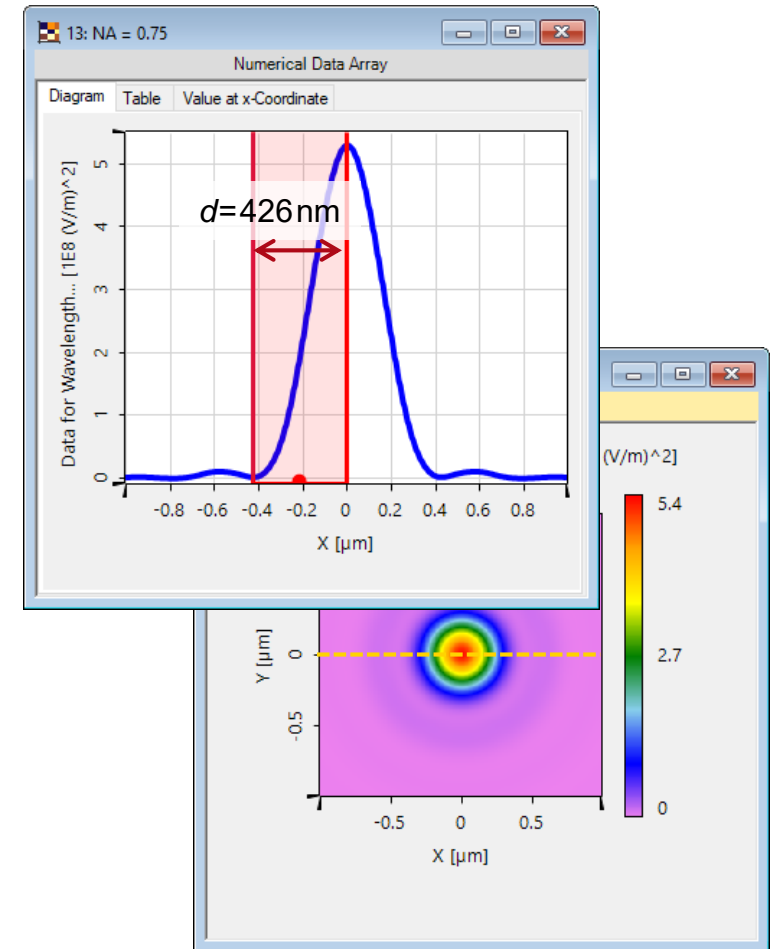 13: NA = 0.75
Numerical Data Array
Diagram Table Value at x-Coordinate
Data for Wavelength... [1E8 (V/m)^2]
5
4
3
2
1
0
d=426nm
-0.8 -0.6 -0.4 -0.2 0 0.2 0.4 0.6 0.8
X [µm]
(V/m)^2]
5.4
2.7
0
Y [µm]
0
-0.5
-0.5 0 0.5
X [µm]